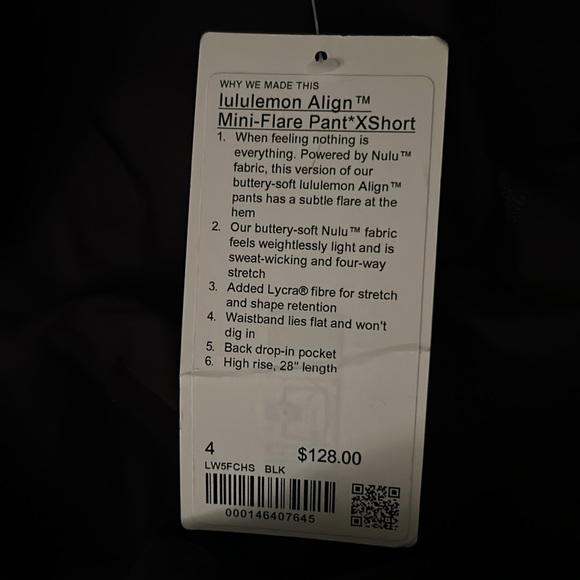 WHY WE MADE THIS
lululemon Align™
Mini-Flare Pant*XShort
1. When feeling nothing is
everything. Powered by Nulu™
fabric, this version of our
buttery-soft lululemon Align™
pants has a subtle flare at the
hem
2. Our buttery-soft Nulu™ fabric
feels weightlessly light and is
sweat-wicking and four-way
stretch
3. Added Lycra® fibre for stretch
and shape retention
4. Waistband lies flat and won't
dig in
5. Back drop-in pocket
6. High rise, 28" length
4 $128.00
LW5FCHS BLK
000146407645